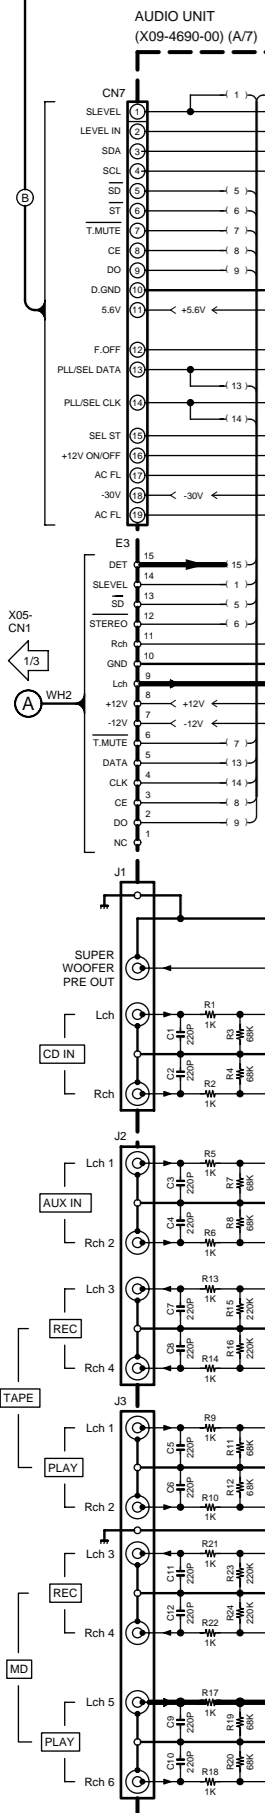 AUDIO UNIT
(X09-4690-00) (A/7)
CN7
SLEVEL 1 1
LEVEL IN 2
SDA 3
SCL 4
B
SD 5 5
ST 6 6
T.MUTE 7 7
CE 8 8
DO 9 9
D.GND 10
5.6V 11 +5.6V
F.OFF 12
PLL/SEL DATA 13
13
PLL/SEL CLK 14
14
SEL ST 15
+12V ON/OFF 16
AC FL 17
-30V 18 -30V
AC FL 19
E3
DET 15 15
SLEVEL 14 1
SD 13 5
STEREO 12 6
X05-
CN1
Rch 11
1/3
GND 10
Lch 9
A WH2
+12V 8 +12V
-12V 7 -12V
T.MUTE 6 7
DATA 5 13
CLK 4 14
CE 3 8
DO 2 9
NC 1
J1
SUPER
WOOFER
PRE OUT
Lch R1
1K
C1 220P R3 68K
CD IN
C2 220P R4 68K
Rch R2
1K
J2
Lch 1 R5
1K
C3 220P R7 68K
AUX IN
C4 220P R8 68K
Rch 2 R6
1K
Lch 3 R13
1K
C7 220P R15 220K
REC
C8 220P R16 220K
Rch 4 R14
1K
TAPE
J3
Lch 1 R9
1K
C5 220P R11 68K
PLAY
C6 220P R12 68K
Rch 2 R10
1K
Lch 3 R21
1K
C11 220P R23 220K
REC
C12 220P R24 220K
Rch 4 R22
1K
MD
Lch 5 R17
1K
C9 220P R19 68K
PLAY
C10 220P R20 68K
Rch 6 R18
1K